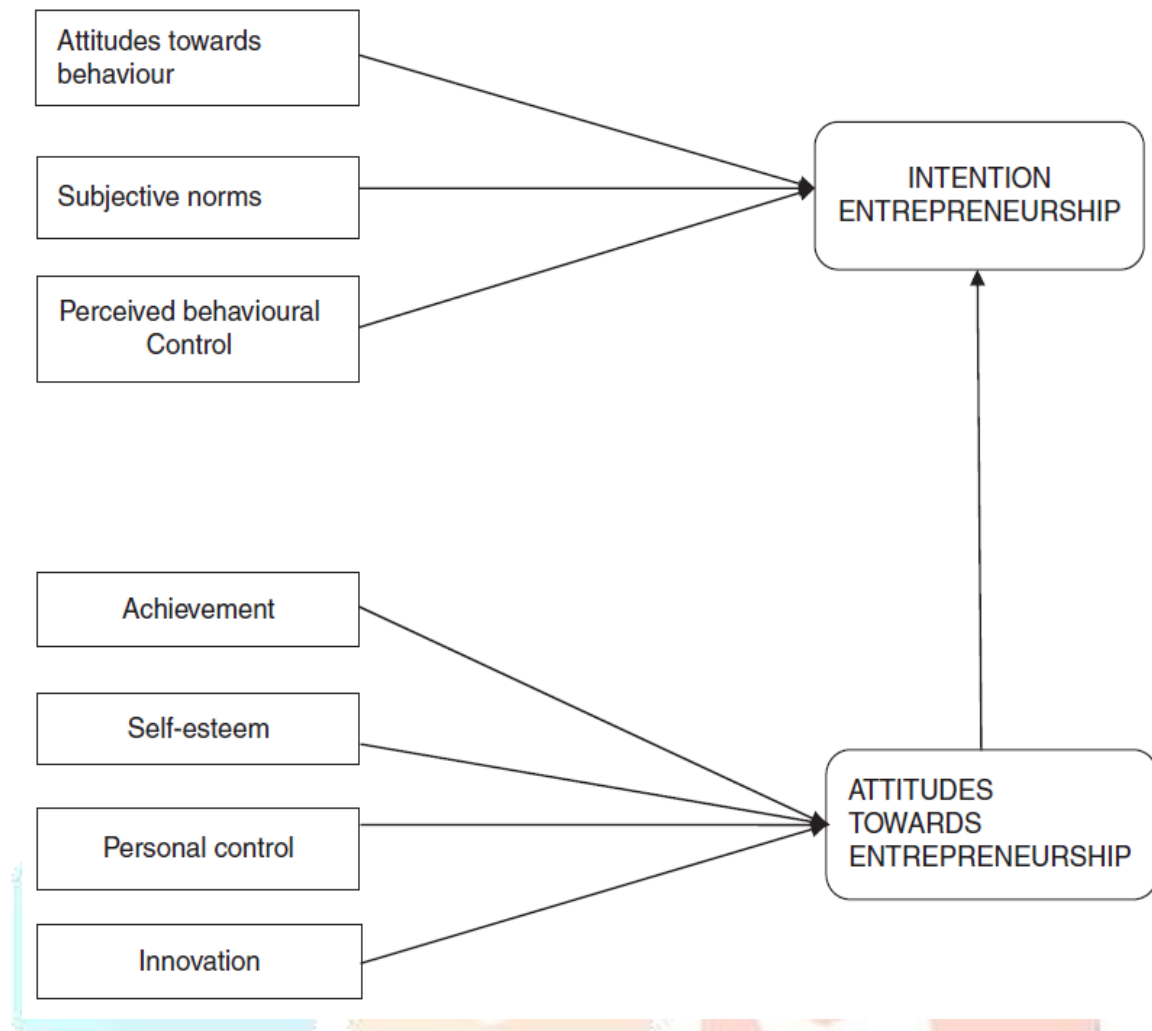 Attitudes towards
behaviour
Subjective norms
Perceived behavioural
Control
INTENTION
ENTREPRENEURSHIP
Achievement
Self-esteem
Personal control
Innovation
ATTITUDES
TOWARDS
ENTREPRENEURSHIP